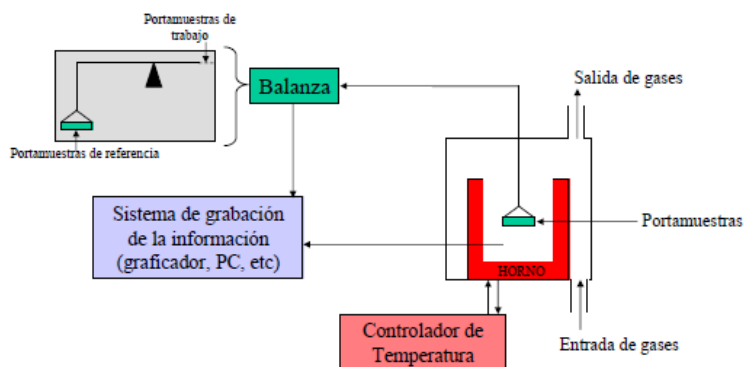 Portamuestras de
trabajo
Balanza
Portamuestras de referencia
Salida de gases
Sistema de grabación
de la información
(graficador, PC, etc)
Portamuestras
HORNO
Controlador de
Temperatura
Entrada de gases